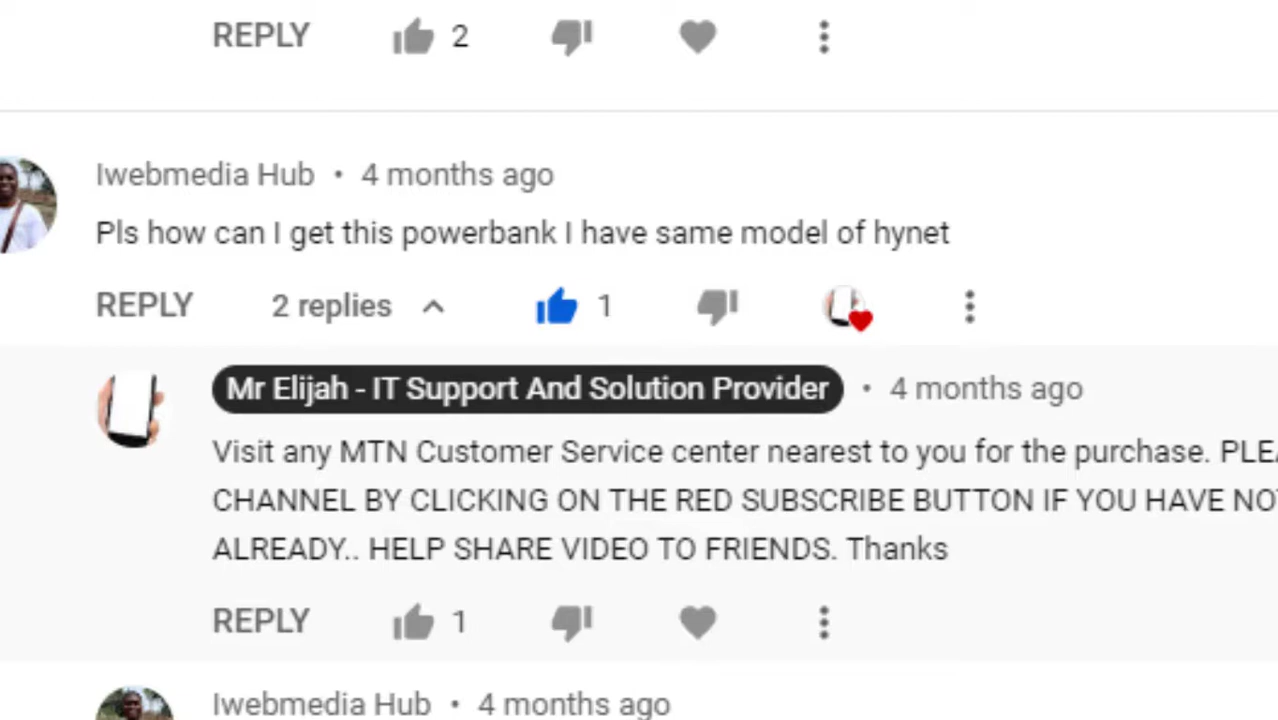 REPLY 2
Iwebmedia Hub • 4 months ago
Pls how can I get this powerbank I have same model of hynet
REPLY 2 replies 1
Mr Elijah - IT Support And Solution Provider • 4 months ago
Visit any MTN Customer Service center nearest to you for the purchase.
CHANNEL BY CLICKING ON THE RED SUBSCRIBE BUTTON IF YOU HAVE
ALREADY.. HELP SHARE VIDEO TO FRIENDS. Thanks
REPLY 1
Iwebmedia Hub • 4 months ago